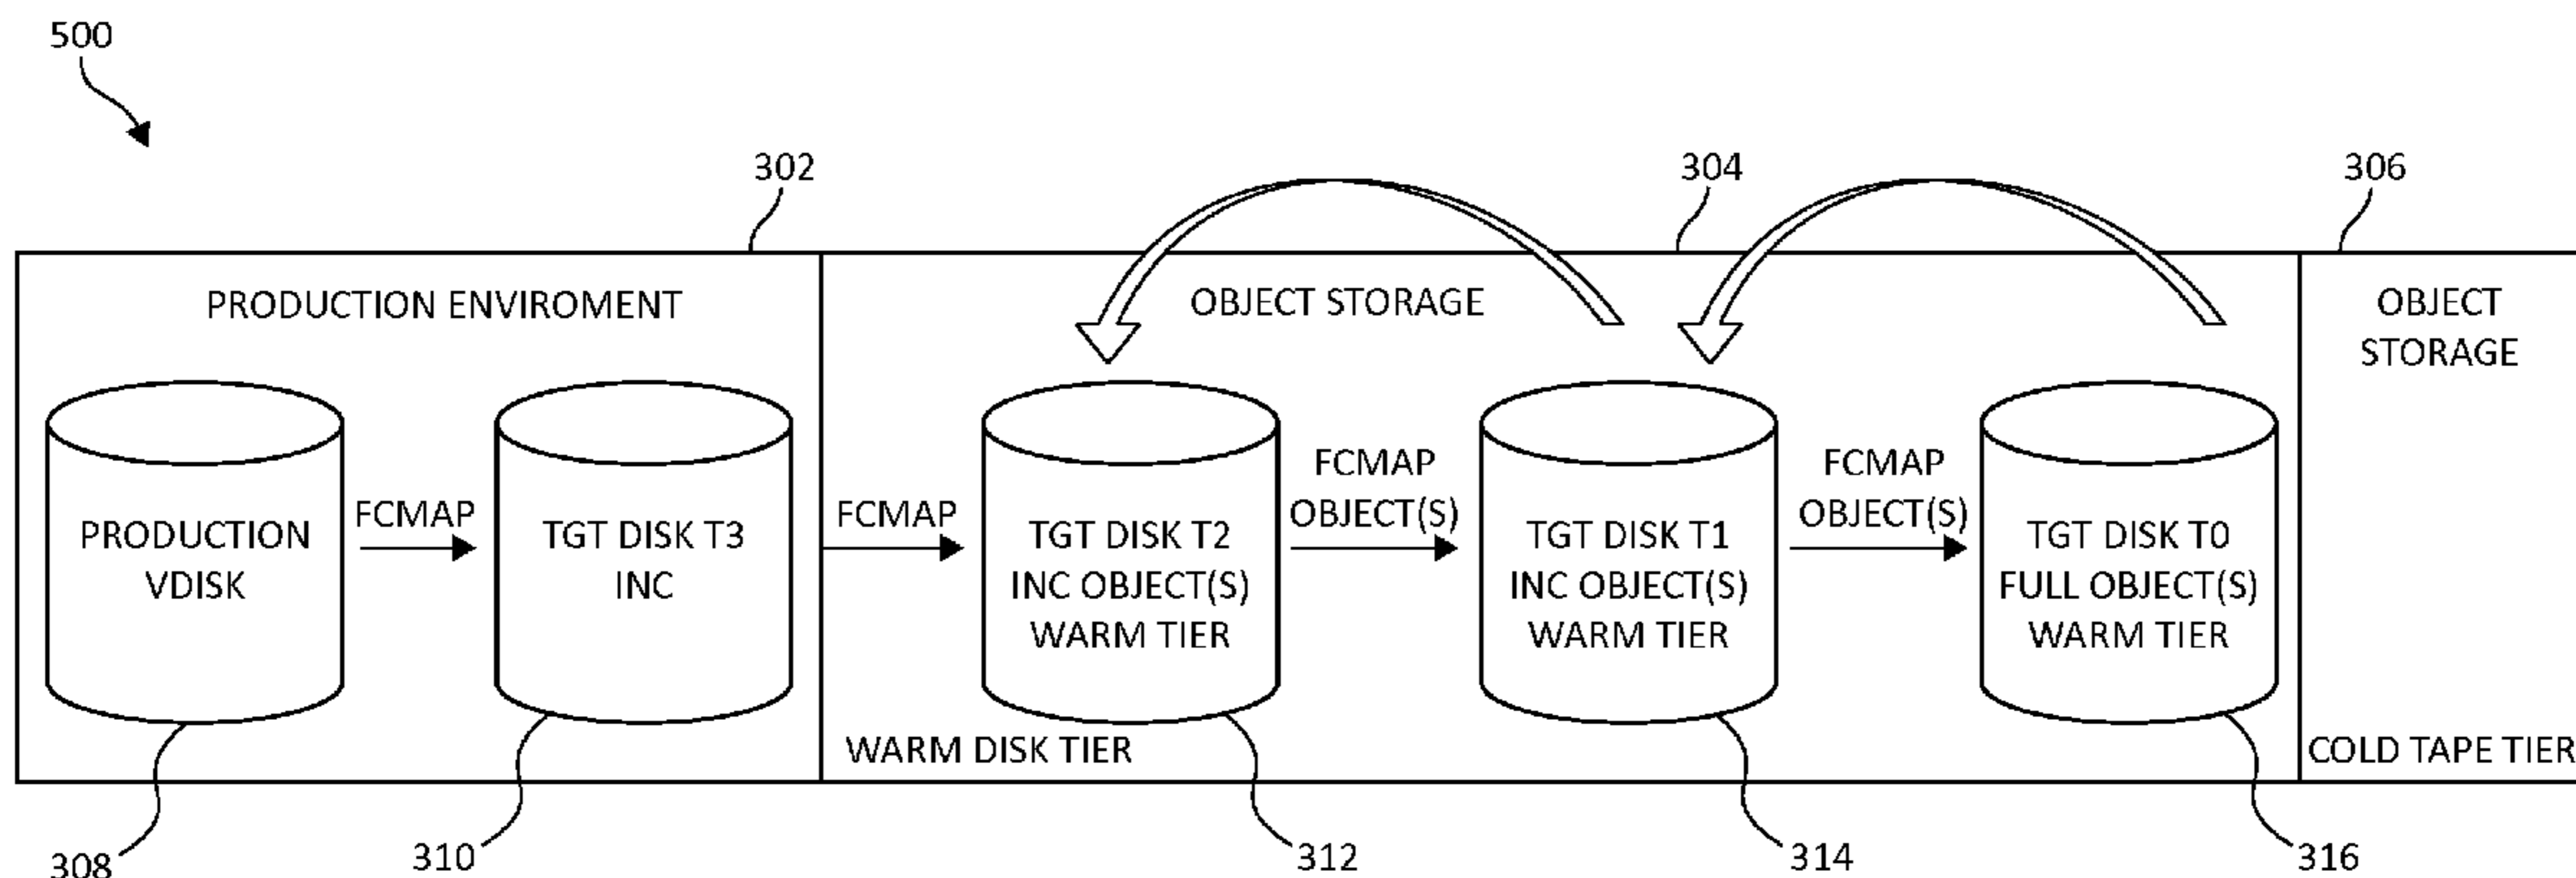 500
302
304
306
PRODUCTION ENVIROMENT
OBJECT STORAGE
OBJECT
STORAGE
PRODUCTION
VDISK
FCMAP
TGT DISK T3
INC
FCMAP
TGT DISK T2
INC OBJECT(S)
WARM TIER
FCMAP
OBJECT(S)
TGT DISK T1
INC OBJECT(S)
WARM TIER
FCMAP
OBJECT(S)
TGT DISK T0
FULL OBJECT(S)
WARM TIER
WARM DISK TIER
COLD TAPE TIER
308
310
312
314
316